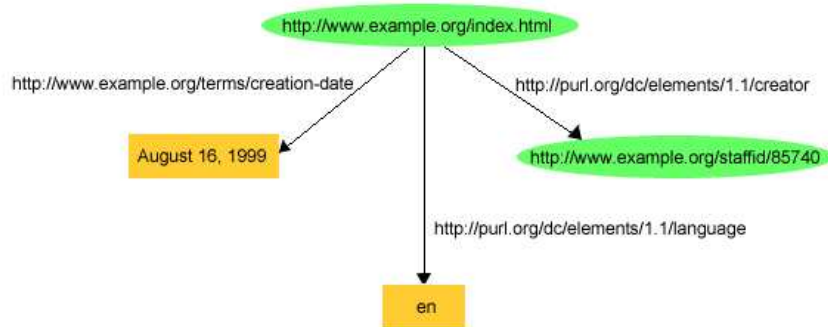 http://www.example.org/index.html
http://www.example.org/terms/creation-date
http://purl.org/dc/elements/1.1/creator
August 16, 1999
http://www.example.org/staffid/85740
http://purl.org/dc/elements/1.1/language
en